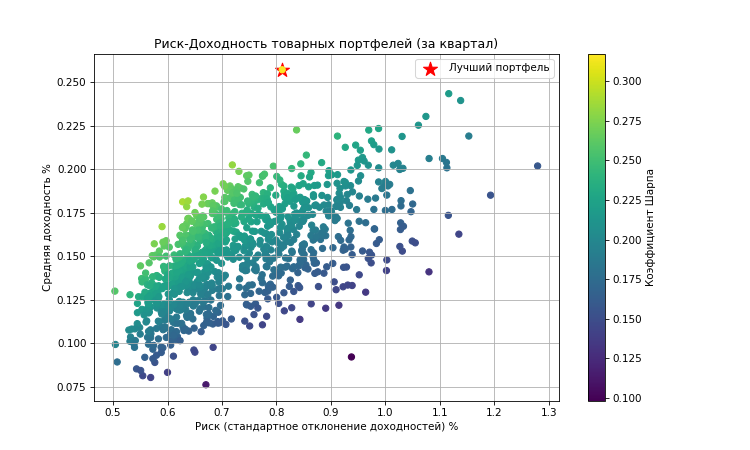 Риск-Доходность товарных портфелей (за квартал)
Лучший портфель
Средняя доходность %
0.250
0.225
0.200
0.175
0.150
0.125
0.100
0.075
0.5 0.6 0.7 0.8 0.9 1.0 1.1 1.2 1.3
Риск (стандартное отклонение доходностей) %
0.300
0.275
0.250
0.225
0.200
0.175
0.150
0.125
0.100
Коэффициент Шарпа